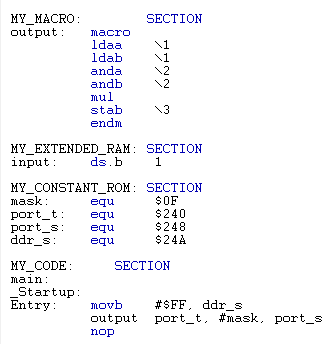 MY_MACRO: SECTION
output: macro
ldaa \1
ldab \1
anda \2
andb \2
mul
stab \3
endm
MY_EXTENDED_RAM: SECTION
input: ds.b 1
MY_CONSTANT_ROM: SECTION
mask: equ $0F
port_t: equ $240
port_s: equ $248
ddr_s: equ $24A
MY_CODE: SECTION
main:
_Startup:
Entry: movb #$FF, ddr_s
output port_t, #mask, port_s
nop